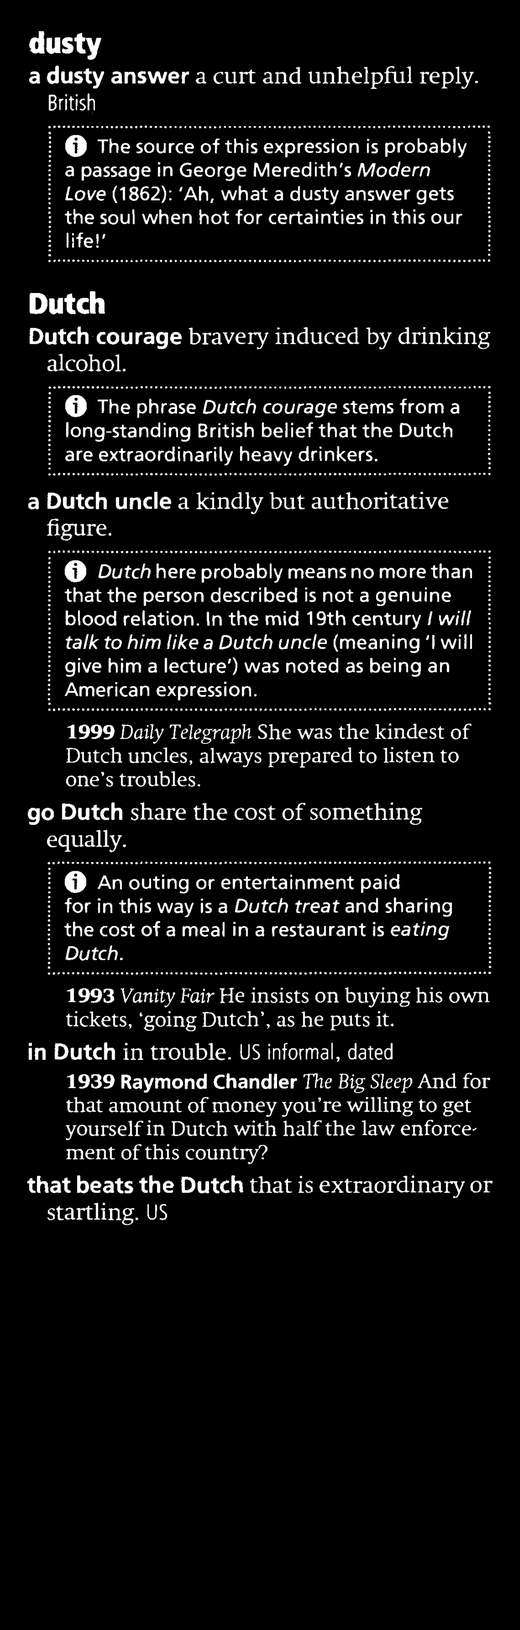 dusty
a dusty answer a curt and unhelpful reply.
British
The source of this expression is probably
a passage in George Meredith's Modern
Love (1862): 'Ah, what a dusty answer gets
the soul when hot for certainties in this our
life!'
Dutch
Dutch courage bravery induced by drinking
alcohol.
The phrase Dutch courage stems from a
long-standing British belief that the Dutch
are extraordinarily heavy drinkers.
a Dutch uncle a kindly but authoritative
figure.
Dutch here probably means no more than
that the person described is not a genuine
blood relation. In the mid 19th century I will
talk to him like a Dutch uncle (meaning 'I will
give him a lecture') was noted as being an
American expression.
1999 Daily Telegraph She was the kindest of
Dutch uncles, always prepared to listen to
one's troubles.
go Dutch share the cost of something
equally.
An outing or entertainment paid
for in this way is a Dutch treat and sharing
the cost of a meal in a restaurant is eating
Dutch.
1993 Vanity Fair He insists on buying his own
tickets, 'going Dutch', as he puts it.
in Dutch in trouble. US informal, dated
1939 Raymond Chandler The Big Sleep And for
that amount of money you're willing to get
yourself in Dutch with half the law enforce-
ment of this country?
that beats the Dutch that is extraordinary or
startling. US